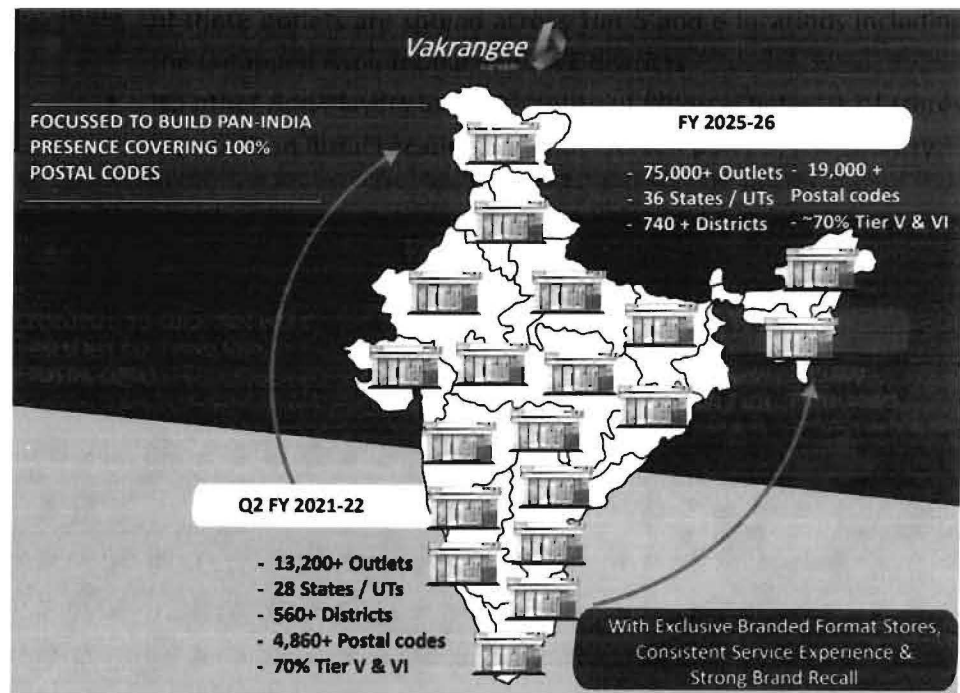 Vakrangee
FOCUSSED TO BUILD PAN-INDIA
PRESENCE COVERING 100%
POSTAL CODES
FY 2025-26
- 75,000+ Outlets
- 36 States / UTs
- 740 + Districts
- 19,000 +
Postal codes
- ~70% Tier V & VI
Q2 FY 2021-22
- 13,200+ Outlets
- 28 States / UTs
- 560+ Districts
- 4,860+ Postal codes
- 70% Tier V & VI
With Exclusive Branded Format Stores,
Consistent Service Experience &
Strong Brand Recall